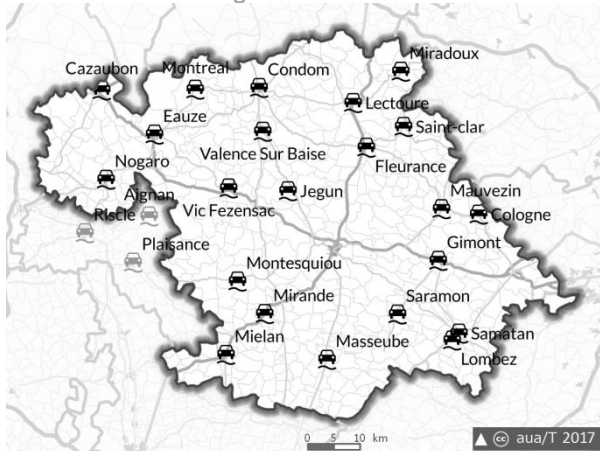 Miradoux
Cazaubon
Montreal
Condom
Lectoure
Eauze
Saint-clar
Valence Sur Baise
Fleurance
Nogaro
Aignan
Riscle
Vic Fezensac
Jegun
Mauvezin
Cologne
Plaisance
Gimont
Montesquiou
Mirande
Saramon
Mielan
Masseube
Samatan
Lombez
0 5 10 km
cc aua/T 2017